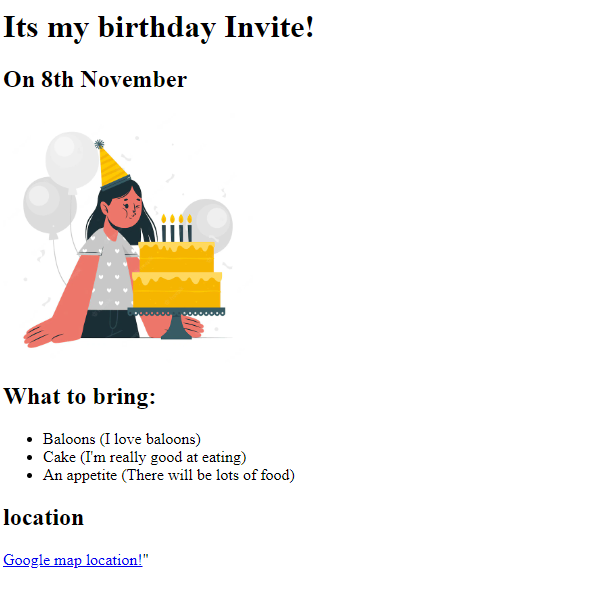 Its my birthday Invite!
On 8th November
What to bring:
Baloons (I love baloons)
Cake (I'm really good at eating)
An appetite (There will be lots of food)
location
Google map location!"